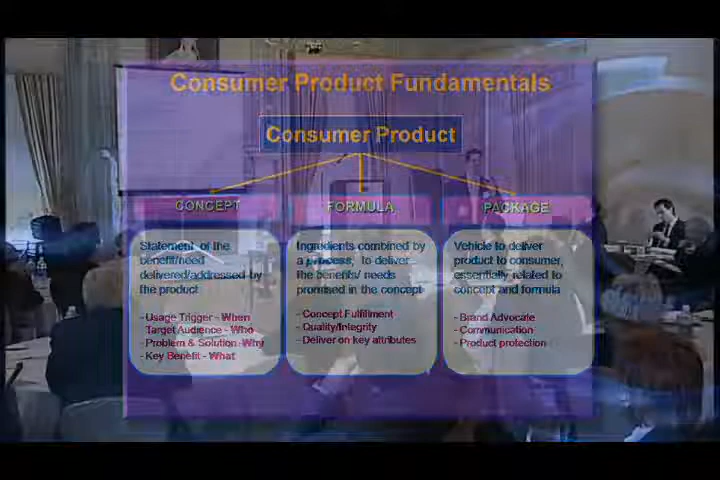 Consumer Product Fundamentals
Consumer Product
CONCEPT
Statement of the
benefit/need
delivered/addressed by
the product
- Usage Trigger - When
Target Audience - Who
- Problem & Solution -Why
- Key Benefit - What
FORMULA
Ingredients combined by
a process, to deliver
the benefits/ needs
promised in the concept
- Concept Fulfillment
- Quality/Integrity
- Deliver on key attributes
PACKAGE
Vehicle to deliver
product to consumer,
essentially related to
concept and formula
- Brand Advocate
- Communication
- Product protection